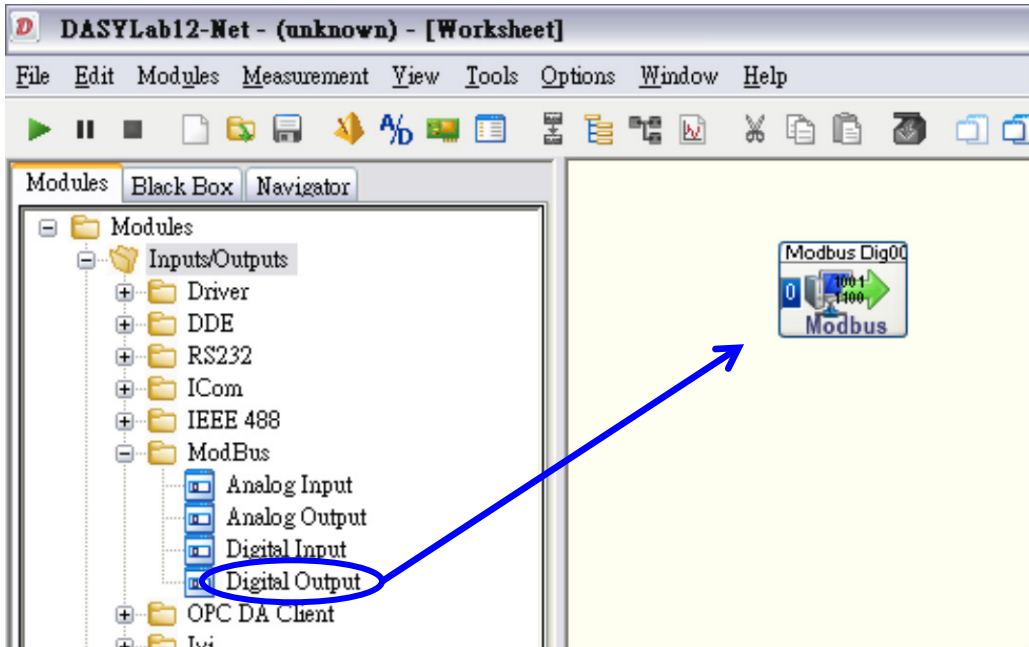 DASYLab12-Net - (unknown) - [Worksheet]
File Edit Modules Measurement View Tools Options Window Help
A/D
Modules Black Box Navigator
Modules
Inputs/Outputs
Driver
DDE
RS232
ICom
IEEE 488
ModBus
Analog Input
Analog Output
Digital Input
Digital Output
OPC DA Client
Modbus Dig00
0
1001
1100
Modbus